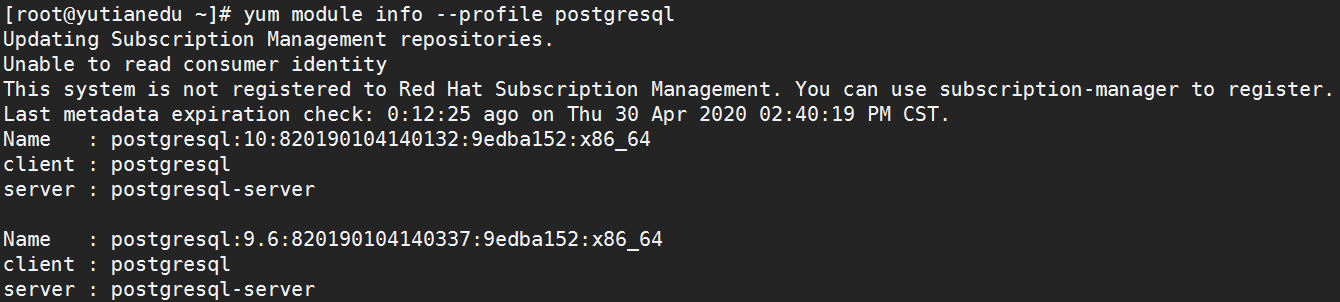 [root@yutianedu ~]# yum module info --profile postgresql
Updating Subscription Management repositories.
Unable to read consumer identity
This system is not registered to Red Hat Subscription Management. You can use subscription-manager to register.
Last metadata expiration check: 0:12:25 ago on Thu 30 Apr 2020 02:40:19 PM CST.
Name   : postgresql:10:820190104140132:9edba152:x86_64
client : postgresql
server : postgresql-server

Name   : postgresql:9.6:820190104140337:9edba152:x86_64
client : postgresql
server : postgresql-server